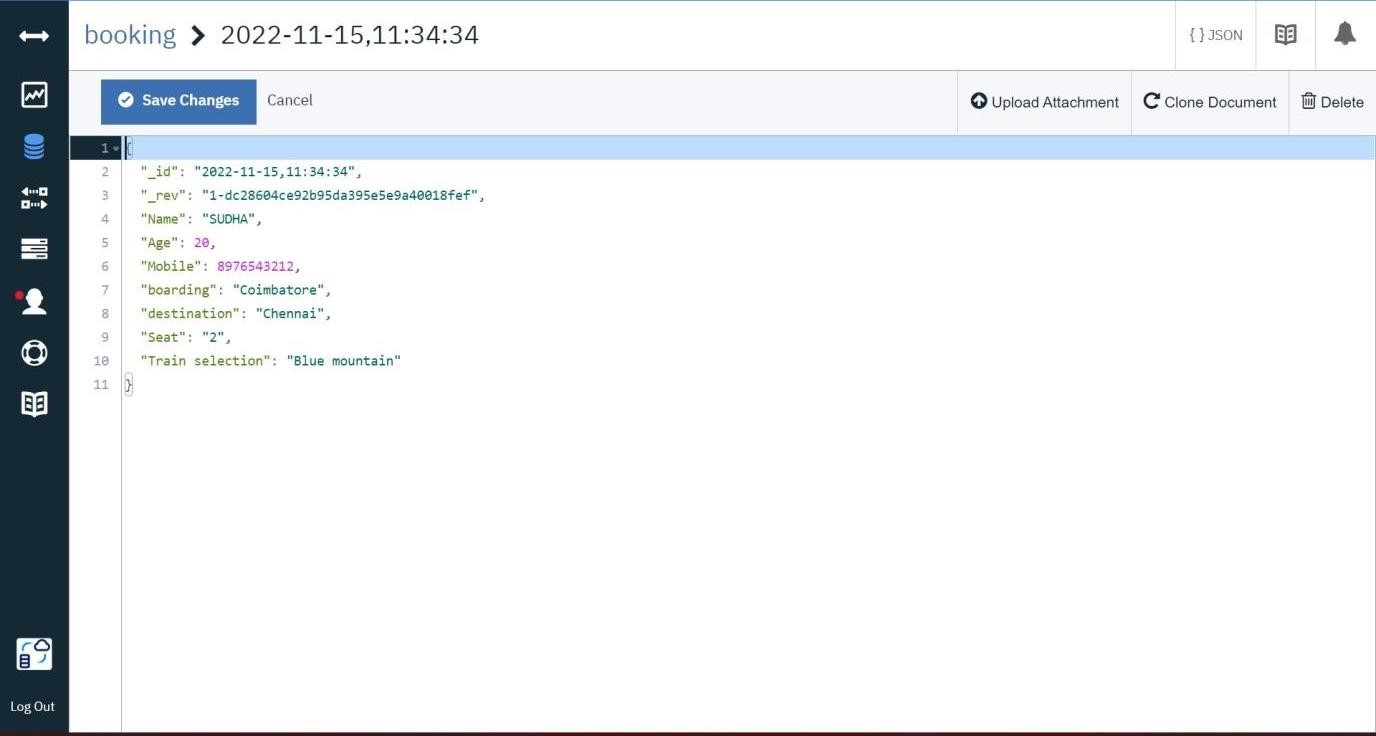 booking > 2022-11-15,11:34:34
{ } JSON
Save Changes
Cancel
Upload Attachment
Clone Document
Delete
1 {
2 "_id": "2022-11-15,11:34:34",
3 "_rev": "1-dc28604ce92b95da395e5e9a40018fef",
4 "Name": "SUDHA",
5 "Age": 20,
6 "Mobile": 8976543212,
7 "boarding": "Coimbatore",
8 "destination": "Chennai",
9 "Seat": "2",
10 "Train selection": "Blue mountain"
11 }
Log Out